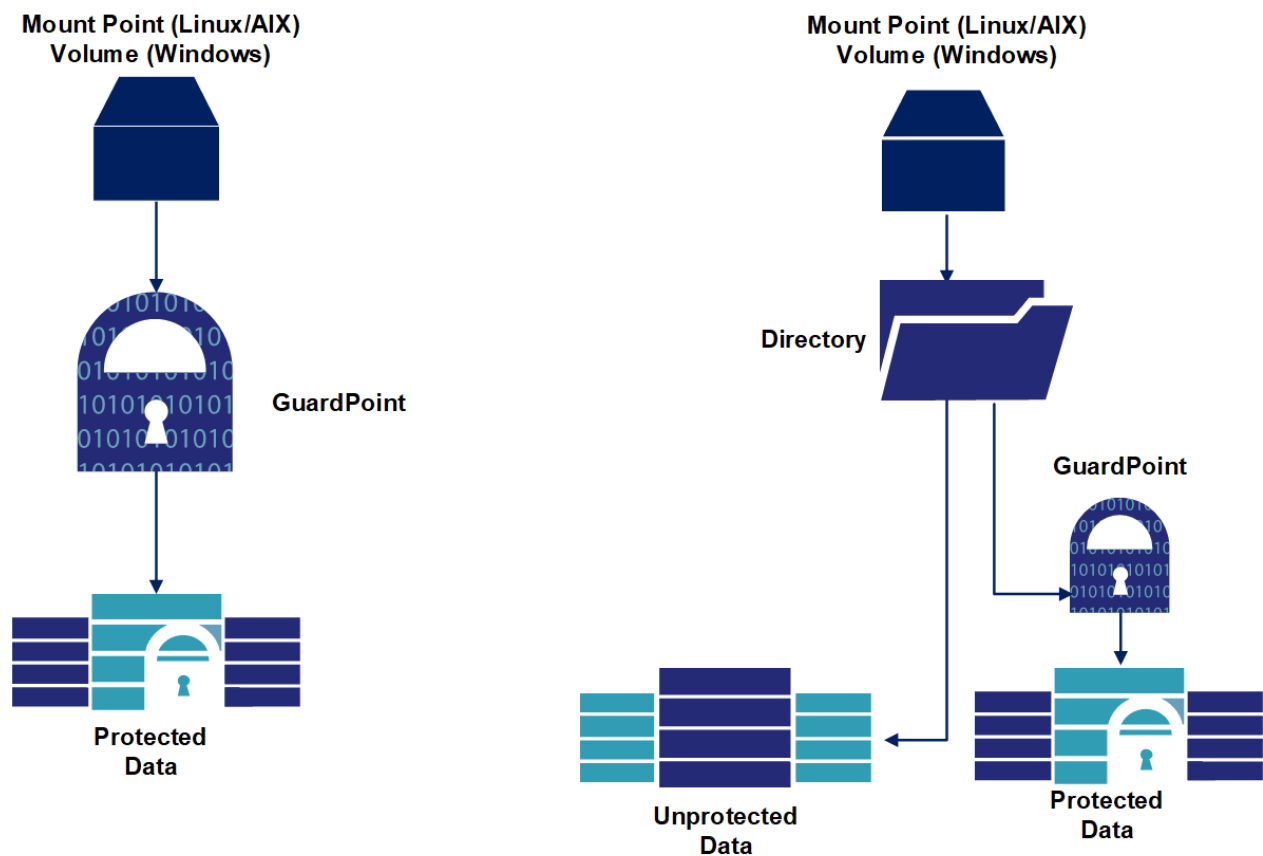 Mount Point (Linux/AIX)
Volume (Windows)
GuardPoint
Protected
Data
Mount Point (Linux/AIX)
Volume (Windows)
Directory
GuardPoint
Unprotected
Data
Protected
Data